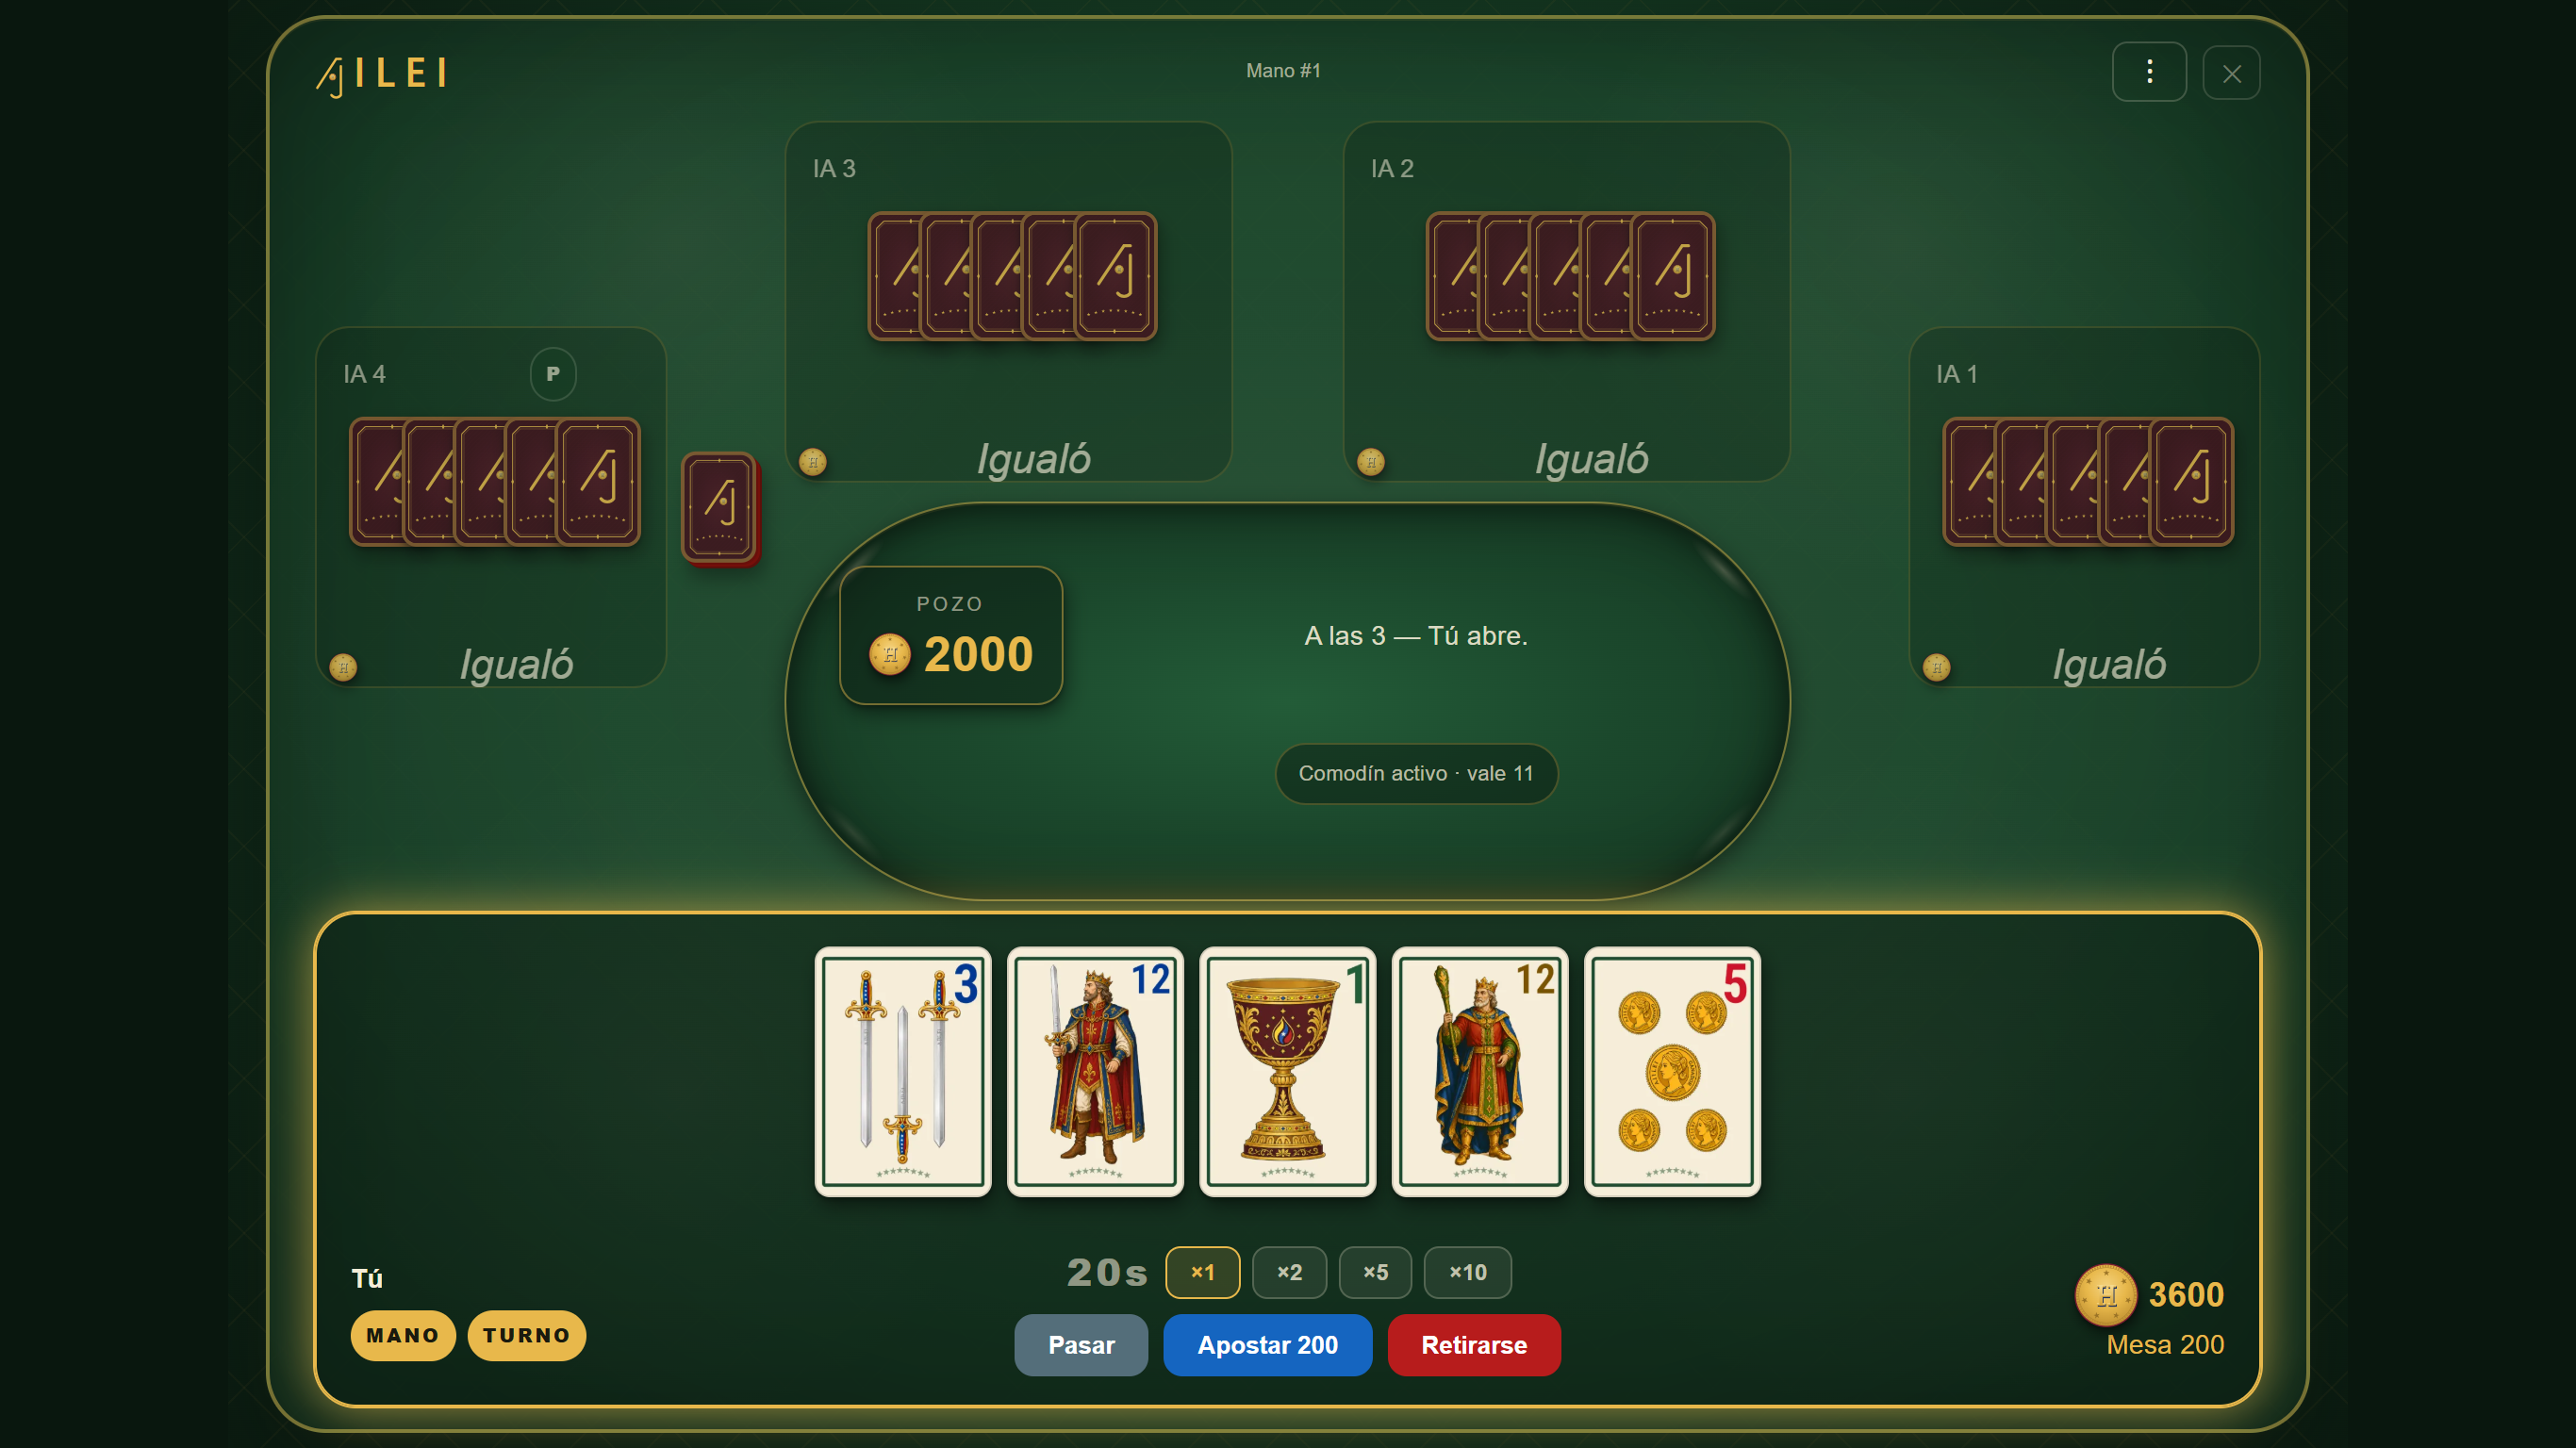 AJILEI
Mano #1
IA 3
IA 2
IA 4
P
IA 1
Igualó
Igualó
Igualó
Igualó
POZO
2000
A las 3 — Tú abre.
Comodín activo · vale 11
3
12
1
12
5
Tú
MANO
TURNO
20s
×1
×2
×5
×10
Pasar
Apostar 200
Retirarse
H
3600
Mesa 200